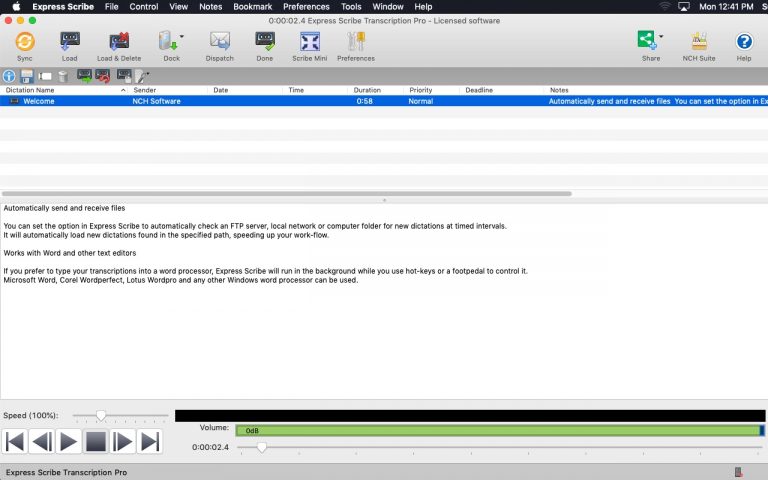 Express Scribe File Control View Notes Bookmark Preferences Tools Window Help Mon 12:41 PM
0:00:02.4 Express Scribe Transcription Pro - Licensed software
Sync Load Load & Delete Dock Dispatch Done Scribe Mini Preferences Share NCH Suite Help
Dictation Name Sender Date Time Duration Priority Deadline Notes
Welcome NCH Software 0:58 Normal Automatically send and receive files You can set the option in Exp
Automatically send and receive files
You can set the option in Express Scribe to automatically check an FTP server, local network or computer folder for new dictations at timed intervals.
It will automatically load new dictations found in the specified path, speeding up your work-flow.
Works with Word and other text editors
If you prefer to type your transcriptions into a word processor, Express Scribe will run in the background while you use hot-keys or a footpedal to control it.
Microsoft Word, Corel Wordperfect, Lotus Wordpro and any other Windows word processor can be used.
Speed (100%):
Volume: 0dB
0:00:02.4
Express Scribe Transcription Pro